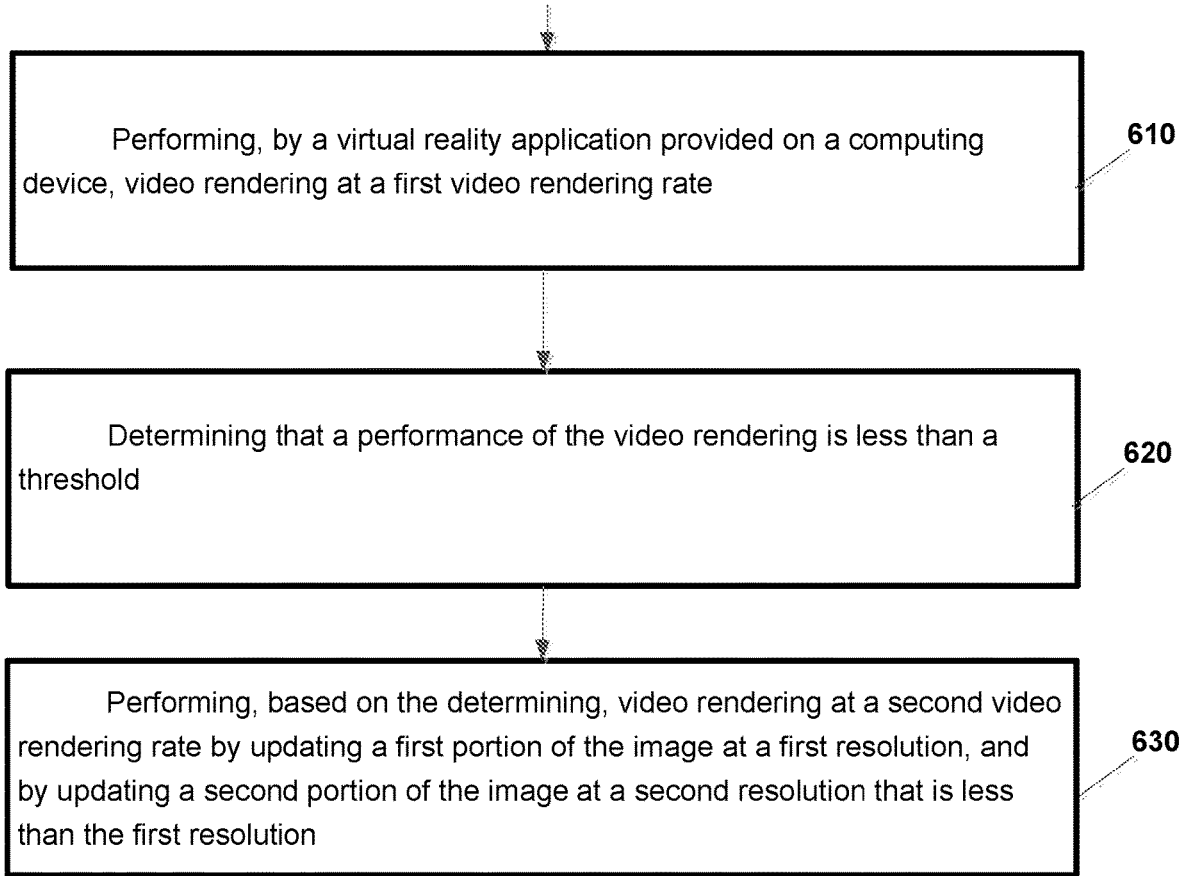 Performing, by a virtual reality application provided on a computing
device, video rendering at a first video rendering rate
610
Determining that a performance of the video rendering is less than a
threshold
620
Performing, based on the determining, video rendering at a second video
rendering rate by updating a first portion of the image at a first resolution, and
by updating a second portion of the image at a second resolution that is less
than the first resolution
630